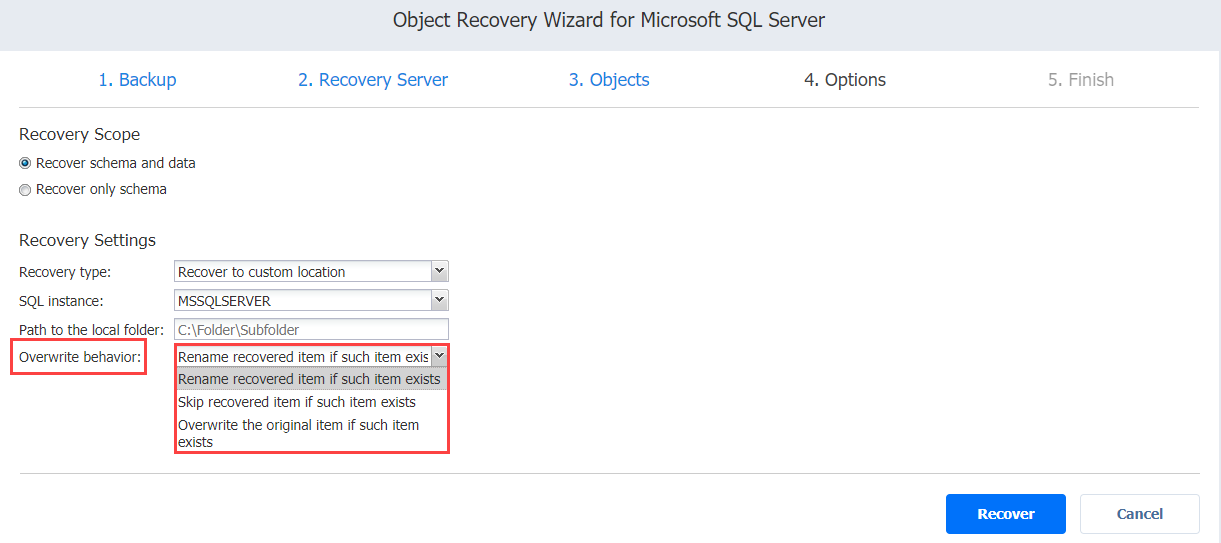 Object Recovery Wizard for Microsoft SQL Server
1. Backup 2. Recovery Server 3. Objects 4. Options 5. Finish
Recovery Scope
Recover schema and data
Recover only schema
Recovery Settings
Recovery type: Recover to custom location
SQL instance: MSSQLSERVER
Path to the local folder: C:\Folder\Subfolder
Overwrite behavior: Rename recovered item if such item exis
Rename recovered item if such item exists
Skip recovered item if such item exists
Overwrite the original item if such item
exists
Recover Cancel